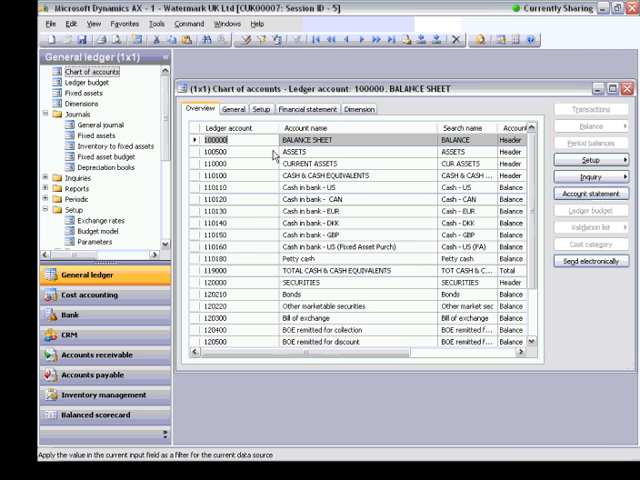 Microsoft Dynamics AX - 1 - Watermark UK Ltd [CUK00007: Session ID - 5]
Currently Sharing
File Edit View Favorites Tools Command Windows Help
General ledger (1x1)
Chart of accounts
Ledger budget
Fixed assets
Dimensions
Journals
General journal
Fixed assets
Inventory to fixed assets
Fixed asset budget
Depreciation books
Inquiries
Reports
Periodic
Setup
Exchange rates
Budget model
Parameters
General ledger
Cost accounting
Bank
CRM
Accounts receivable
Accounts payable
Inventory management
Balanced scorecard
(1x1) Chart of accounts - Ledger account: 100000, BALANCE SHEET
Overview General Setup Financial statement Dimension
Ledger account Account name Search name Account
100000 BALANCE SHEET BALANCE Header
100500 ASSETS ASSETS Header
110000 CURRENT ASSETS CUR ASSETS Header
110100 CASH & CASH EQUIVALENTS CASH & CASH ... Header
110110 Cash in bank - US Cash - US Balance
110120 Cash in bank - CAN Cash - CAN Balance
110130 Cash in bank - EUR Cash - EUR Balance
110140 Cash in bank - DKK Cash - DKK Balance
110150 Cash in bank - GBP Cash - GBP Balance
110160 Cash in bank - US (Fixed Asset Purch) Cash - US (FA) Balance
110180 Petty cash Petty cash Balance
119000 TOTAL CASH & CASH EQUIVALENTS TOT CASH & C... Total
120000 SECURITIES SECURITIES Header
120210 Bonds Bonds Balance
120220 Other marketable securities Other market sec Balance
120300 Bill of exchange Bill of exchange Balance
120400 BOE remitted for collection BOE remitted f... Balance
120500 BOE remitted for discount BOE remitted f... Balance
Transactions
Balance
Period balances
Setup
Inquiry
Account statement
Ledger budget
Validation list
Cost category
Send electronically
Apply the value in the current input field as a filter for the current data source